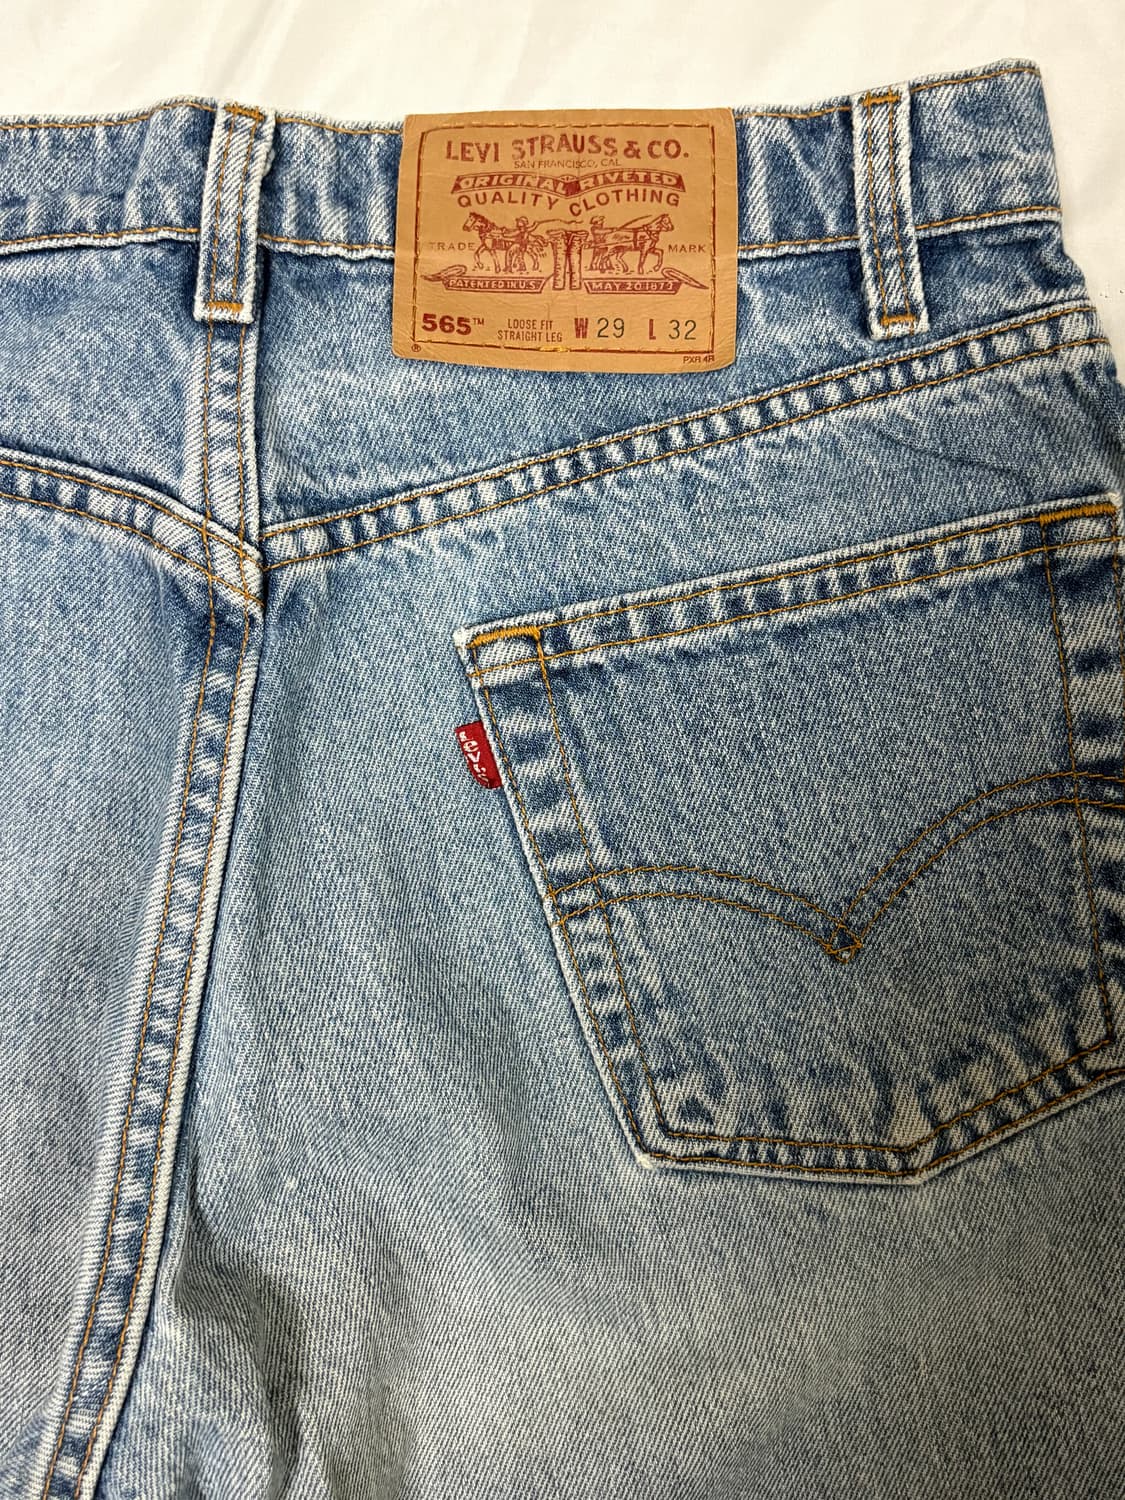 LEVI STRAUSS & CO.
SAN FRANCISCO, CAL
ORIGINAL RIVETED
QUALITY CLOTHING
TRADE MARK
PATENTED IN U.S. MAY 20 1873
565™ LOOSE FIT STRAIGHT LEG W 29 L 32
® PXR 4R
Levi's